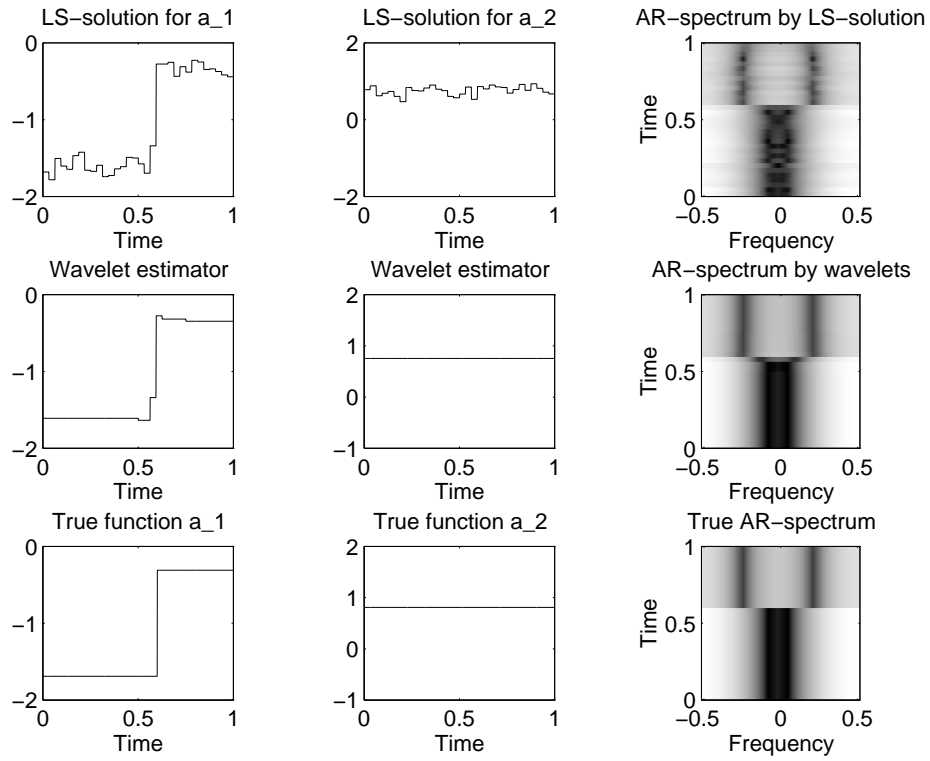 LS−solution for a_1
0
−1
−2
0 0.5 1
Time
LS−solution for a_2
2
0
−2
0 0.5 1
Time
AR−spectrum by LS−solution
Time
1
0.5
0
−0.5 0 0.5
Frequency
Wavelet estimator
0
−1
−2
0 0.5 1
Time
Wavelet estimator
2
1
0
−1
0 0.5 1
Time
AR−spectrum by wavelets
Time
1
0.5
0
−0.5 0 0.5
Frequency
True function a_1
0
−1
−2
0 0.5 1
Time
True function a_2
2
1
0
−1
0 0.5 1
Time
True AR−spectrum
Time
1
0.5
0
−0.5 0 0.5
Frequency